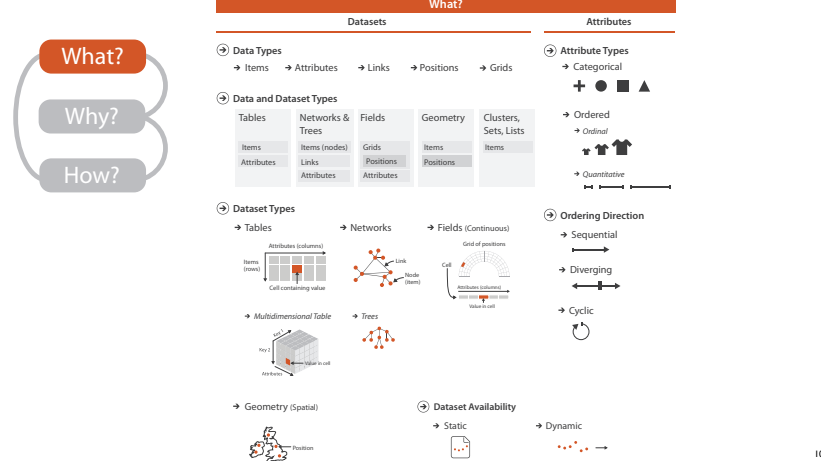 What?
Why?
How?
What?
Datasets
Attributes
Data Types
Items
Attributes
Links
Positions
Grids
Data and Dataset Types
Tables
Items
Attributes
Networks &
Trees
Items (nodes)
Links
Attributes
Fields
Grids
Positions
Attributes
Geometry
Items
Positions
Clusters,
Sets, Lists
Items
Dataset Types
Tables
Attributes (columns)
Items
(rows)
Cell containing value
Networks
Link
Node
(item)
Fields (Continuous)
Grid of positions
Cell
Attributes (columns)
Value in cell
Multidimensional Table
Key 1
Key 2
Attributes
Value in cell
Trees
Geometry (Spatial)
Position
Dataset Availability
Static
Dynamic
Attribute Types
Categorical
Ordered
Ordinal
Quantitative
Ordering Direction
Sequential
Diverging
Cyclic